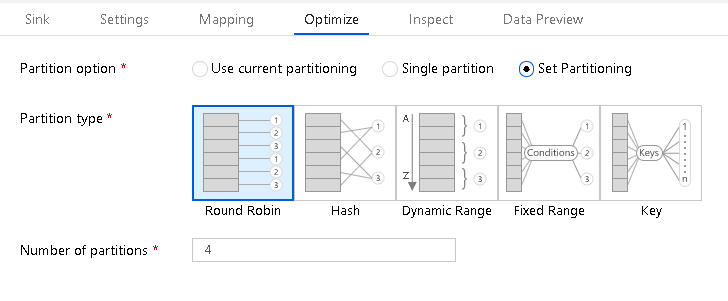 Sink Settings Mapping Optimize Inspect Data Preview
Partition option * Use current partitioning Single partition Set Partitioning
Partition type *
1 2 3 1 2 3
1 2 3
A Z 1 2 3
Conditions 1 2 3
Keys 1 n
Round Robin Hash Dynamic Range Fixed Range Key
Number of partitions * 4